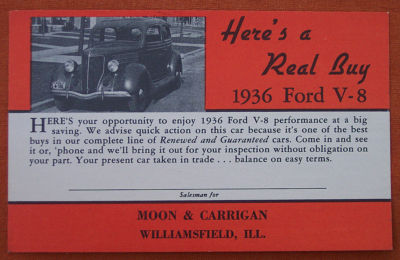 Here's a
Real Buy
1936 Ford V-8
HERE'S your opportunity to enjoy 1936 Ford V-8 performance at a big
saving. We advise quick action on this car because it's one of the best
buys in our complete line of Renewed and Guaranteed cars. Come in and see
it or, 'phone and we'll bring it out for your inspection without obligation on
your part. Your present car taken in trade . . . balance on easy terms.
Salesman for
MOON & CARRIGAN
WILLIAMSFIELD, ILL.